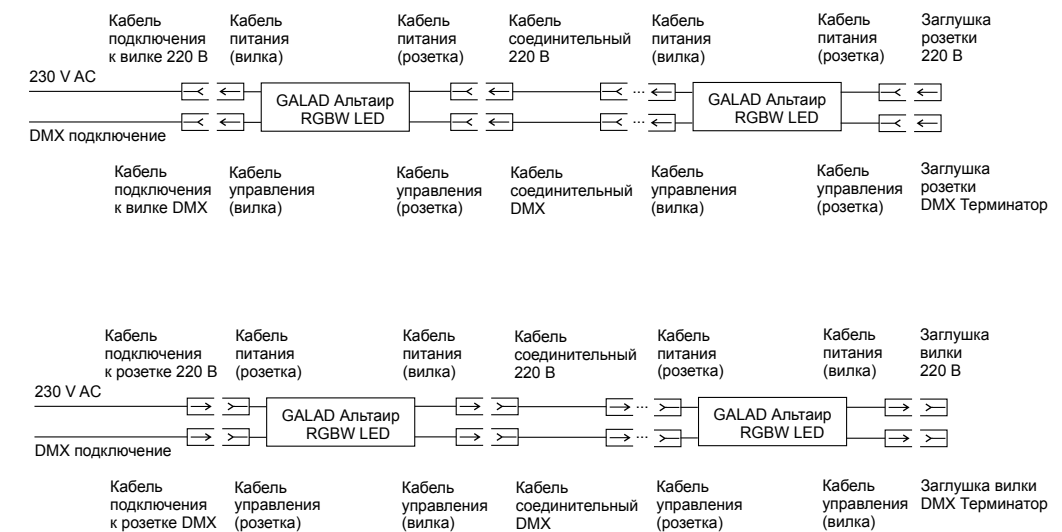 Кабель
подключения
к вилке 220 В
Кабель
питания
(вилка)
Кабель
питания
(розетка)
Кабель
соединительный
220 В
Кабель
питания
(вилка)
Кабель
питания
(розетка)
Заглушка
розетки
220 В
230 V AC
GALAD Альтаир
RGBW LED
GALAD Альтаир
RGBW LED
DMX подключение
Кабель
подключения
к вилке DMX
Кабель
управления
(вилка)
Кабель
управления
(розетка)
Кабель
соединительный
DMX
Кабель
управления
(вилка)
Кабель
управления
(розетка)
Заглушка
розетки
DMX Терминатор
Кабель
подключения
к розетке 220 В
Кабель
питания
(розетка)
Кабель
питания
(вилка)
Кабель
соединительный
220 В
Кабель
питания
(розетка)
Кабель
питания
(вилка)
Заглушка
вилки
220 В
230 V AC
GALAD Альтаир
RGBW LED
GALAD Альтаир
RGBW LED
DMX подключение
Кабель
подключения
к розетке DMX
Кабель
управления
(розетка)
Кабель
управления
(вилка)
Кабель
соединительный
DMX
Кабель
управления
(розетка)
Кабель
управления
(вилка)
Заглушка вилки
DMX Терминатор